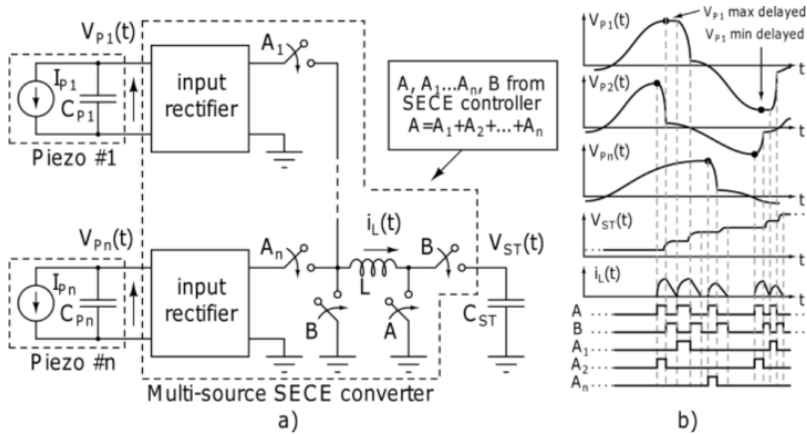 V_P1(t)
A_1
I_P1
C_P1
input
rectifier
Piezo #1
A, A_1...A_n, B from
SECE controller
A=A_1+A_2+...+A_n
V_Pn(t)
A_n
i_L(t)
B
V_ST(t)
I_Pn
C_Pn
input
rectifier
L
B
A
C_ST
Piezo #n
Multi-source SECE converter
a)
V_P1(t)
V_P1 max delayed
V_P1 min delayed
t
V_P2(t)
t
V_Pn(t)
t
V_ST(t)
t
i_L(t)
t
A
B
A_1
A_2
A_n
b)